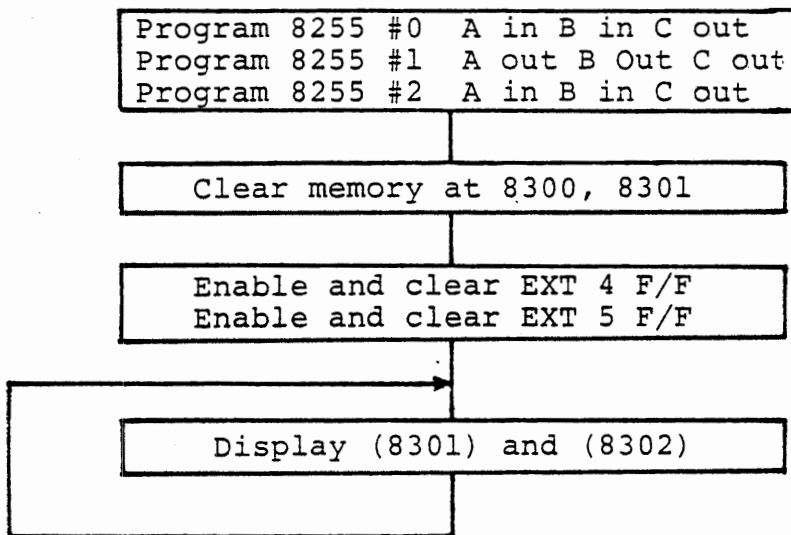 Program 8255 #0 A in B in C out
Program 8255 #1 A out B Out C out
Program 8255 #2 A in B in C out
Clear memory at 8300, 8301
Enable and clear EXT 4 F/F
Enable and clear EXT 5 F/F
Display (8301) and (8302)